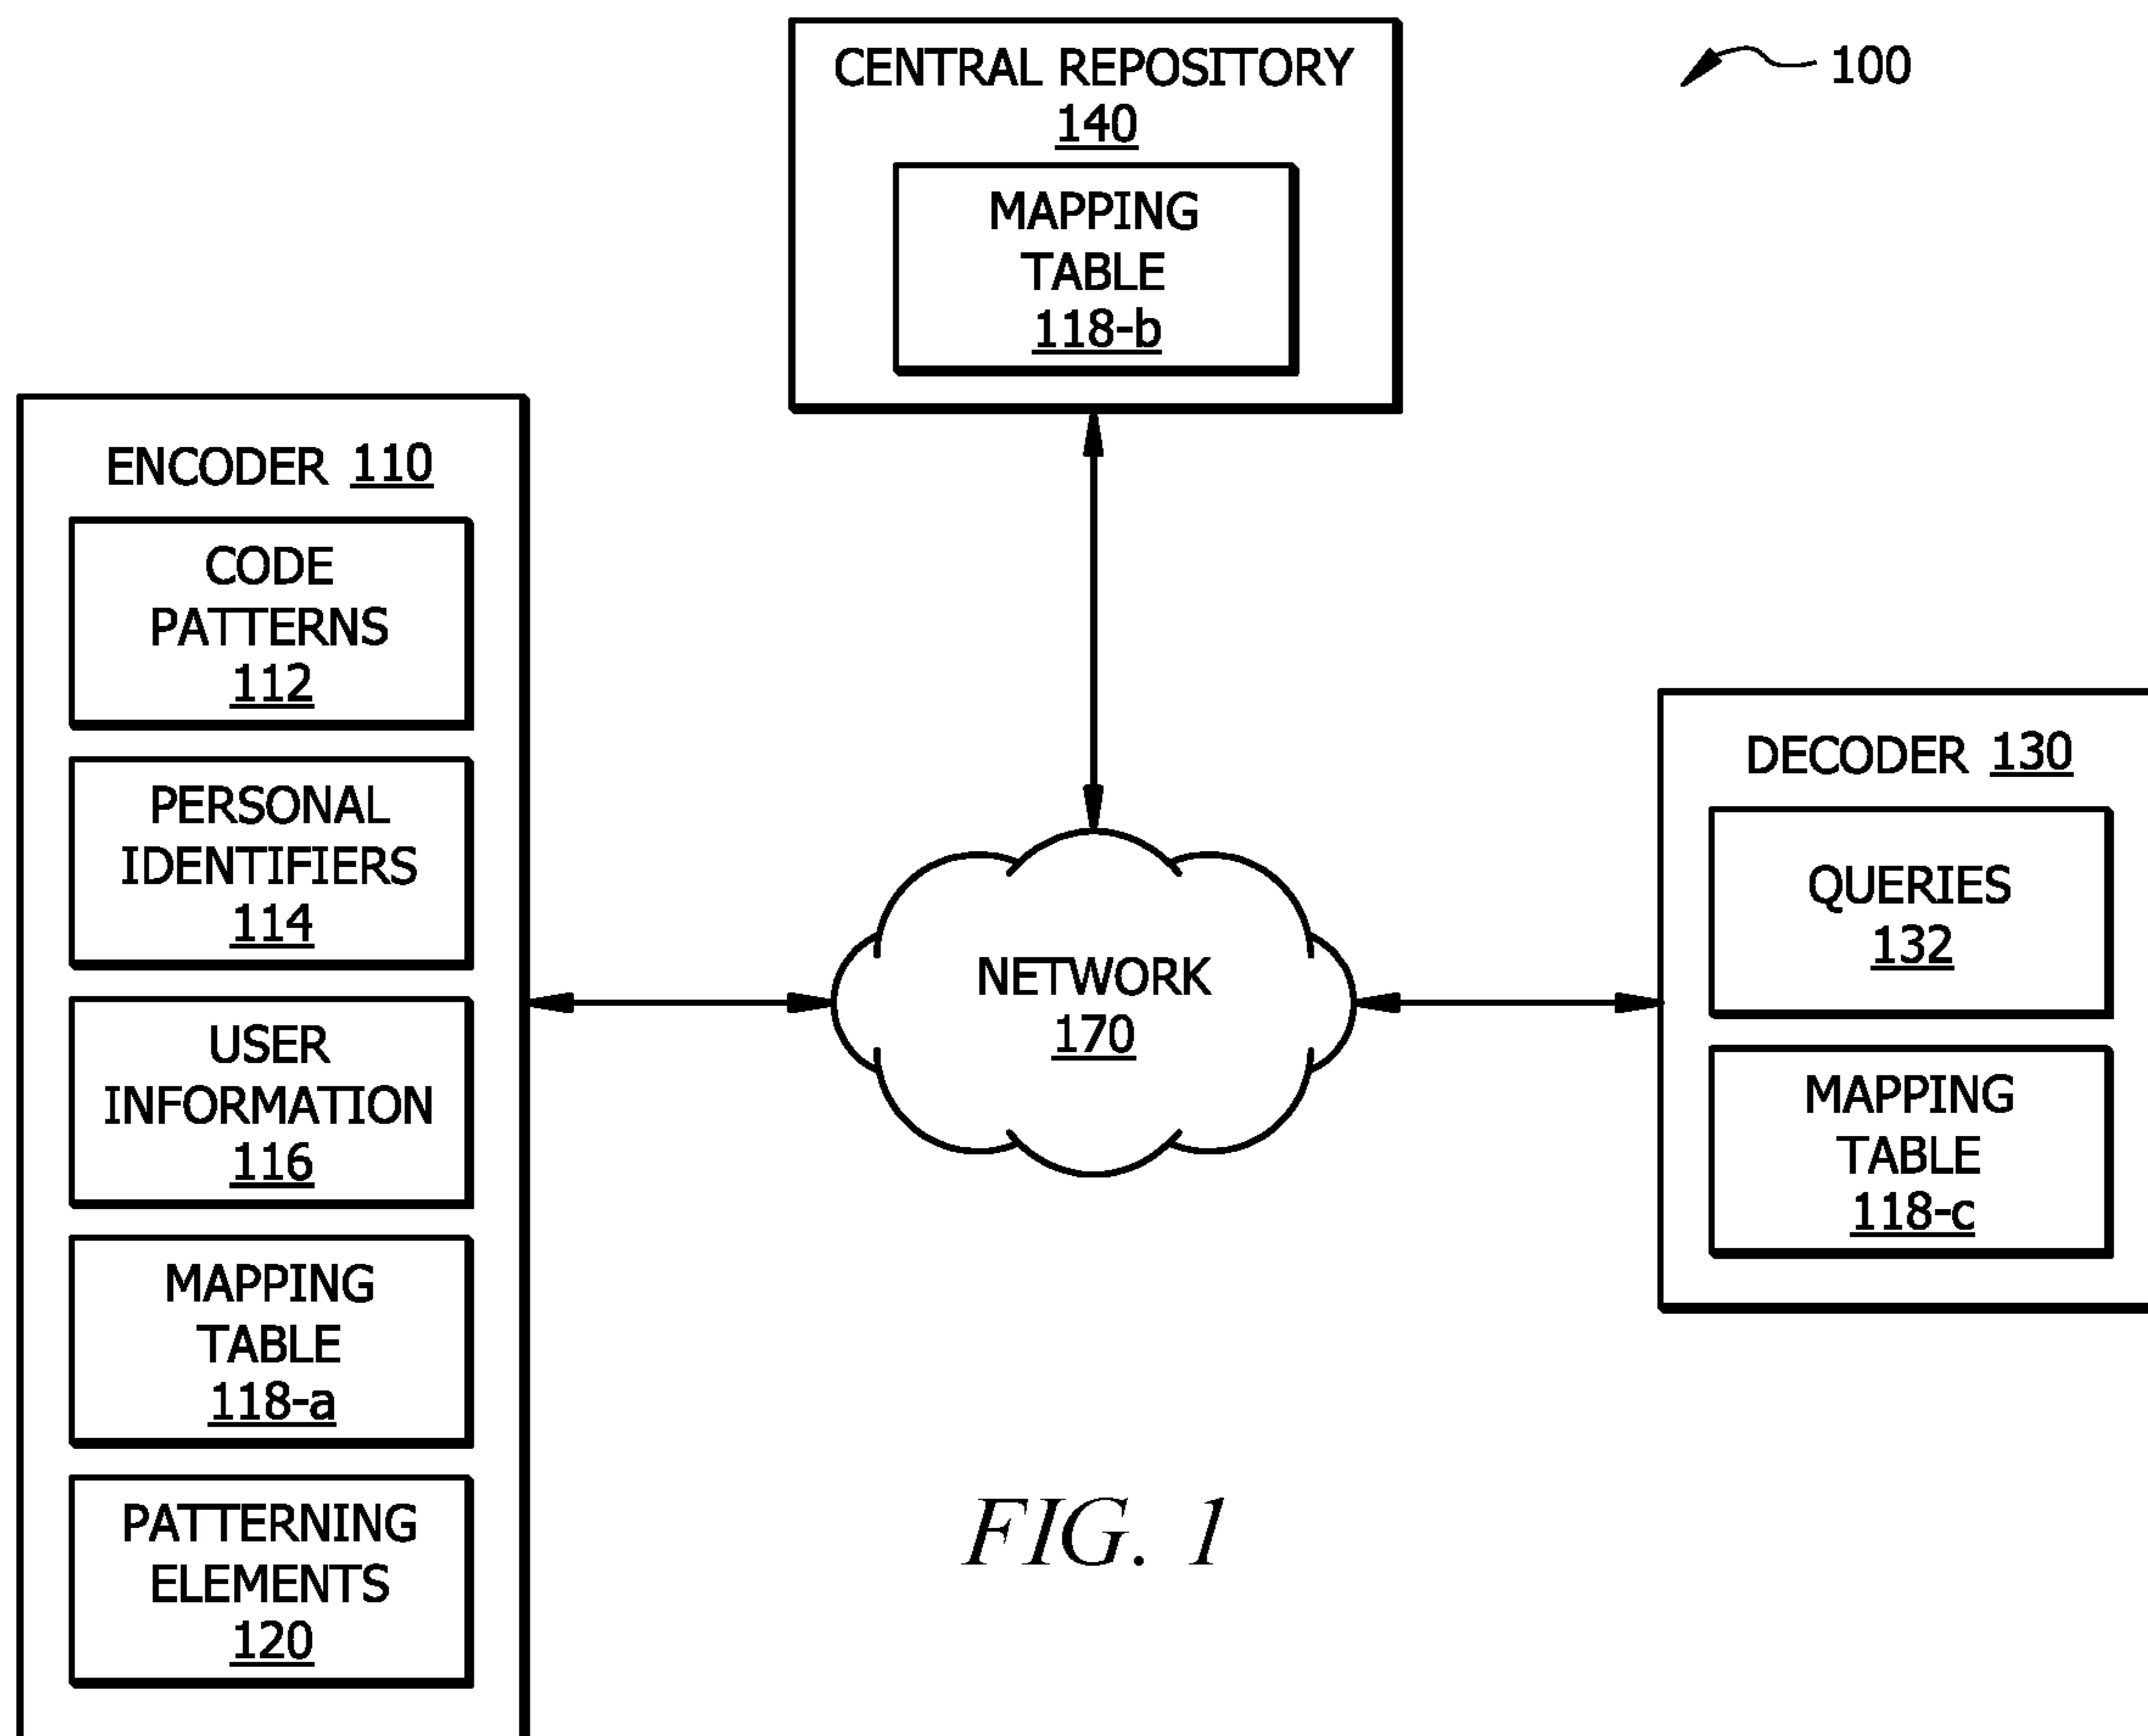 CENTRAL REPOSITORY
140
MAPPING
TABLE
118-b
100
ENCODER 110
CODE
PATTERNS
112
PERSONAL
IDENTIFIERS
114
USER
INFORMATION
116
MAPPING
TABLE
118-a
PATTERNING
ELEMENTS
120
NETWORK
170
DECODER 130
QUERIES
132
MAPPING
TABLE
118-c
FIG. 1